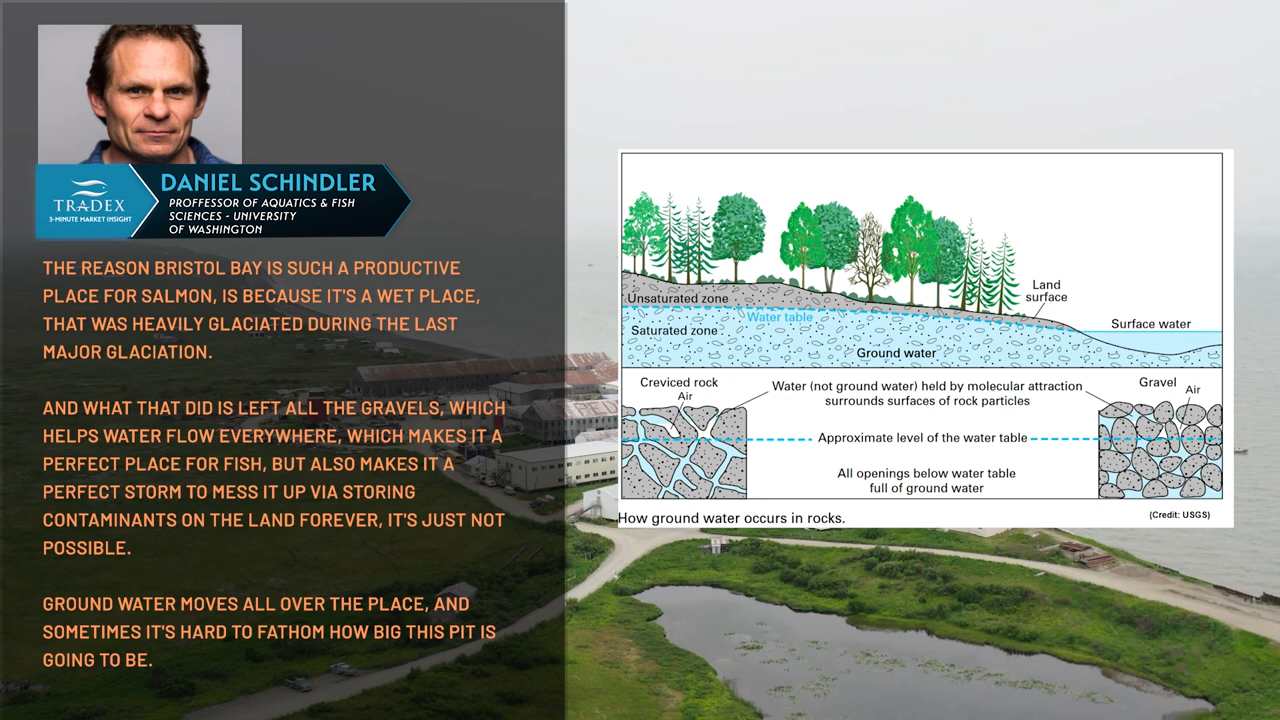 TRADEX
3-MINUTE MARKET INSIGHT
DANIEL SCHINDLER
PROFFESSOR OF AQUATICS & FISH
SCIENCES - UNIVERSITY
OF WASHINGTON
THE REASON BRISTOL BAY IS SUCH A PRODUCTIVE
PLACE FOR SALMON, IS BECAUSE IT'S A WET PLACE,
THAT WAS HEAVILY GLACIATED DURING THE LAST
MAJOR GLACIATION.
AND WHAT THAT DID IS LEFT ALL THE GRAVELS, WHICH
HELPS WATER FLOW EVERYWHERE, WHICH MAKES IT A
PERFECT PLACE FOR FISH, BUT ALSO MAKES IT A
PERFECT STORM TO MESS IT UP VIA STORING
CONTAMINANTS ON THE LAND FOREVER, IT'S JUST NOT
POSSIBLE.
GROUND WATER MOVES ALL OVER THE PLACE, AND
SOMETIMES IT'S HARD TO FATHOM HOW BIG THIS PIT IS
GOING TO BE.
Land
surface
Unsaturated zone
Water table
Surface water
Saturated zone
Ground water
Creviced rock
Air
Water (not ground water) held by molecular attraction
surrounds surfaces of rock particles
Gravel
Air
Approximate level of the water table
All openings below water table
full of ground water
How ground water occurs in rocks.
(Credit: USGS)